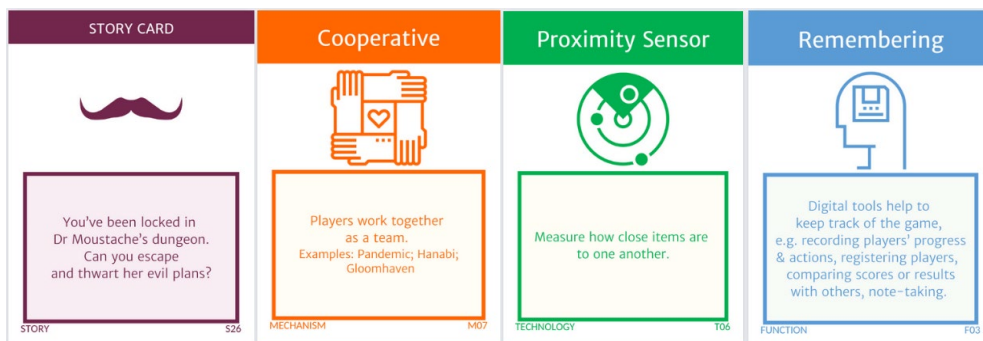 STORY CARD
You've been locked in
Dr Moustache's dungeon.
Can you escape
and thwart her evil plans?
STORY
S26
Cooperative
Players work together
as a team.
Examples: Pandemic; Hanabi;
Gloomhaven
MECHANISM
M07
Proximity Sensor
Measure how close items are
to one another.
TECHNOLOGY
T06
Remembering
Digital tools help to
keep track of the game,
e.g. recording players' progress
& actions, registering players,
comparing scores or results
with others, note-taking.
FUNCTION
F03